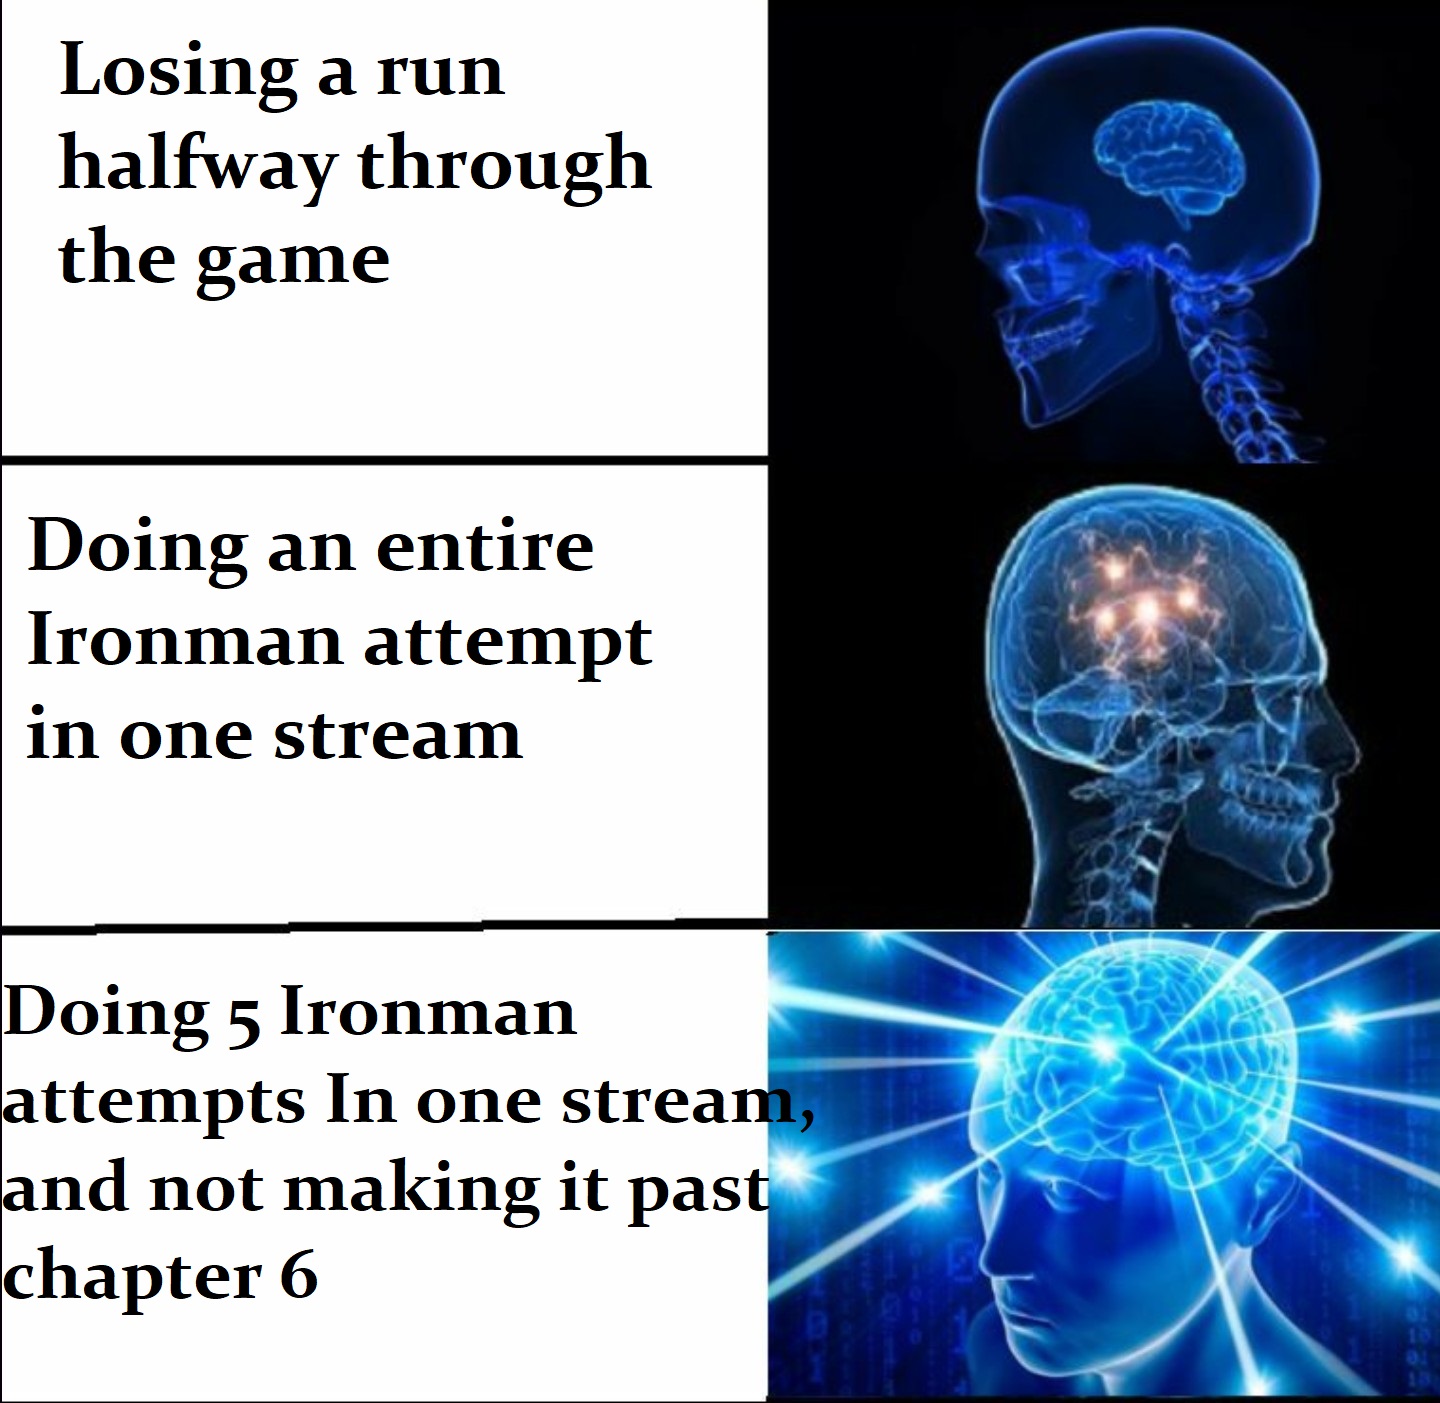 Losing a run
halfway through
the game
Doing an entire
Ironman attempt
in one stream
Doing 5 Ironman
attempts In one stream,
and not making it past
chapter 6